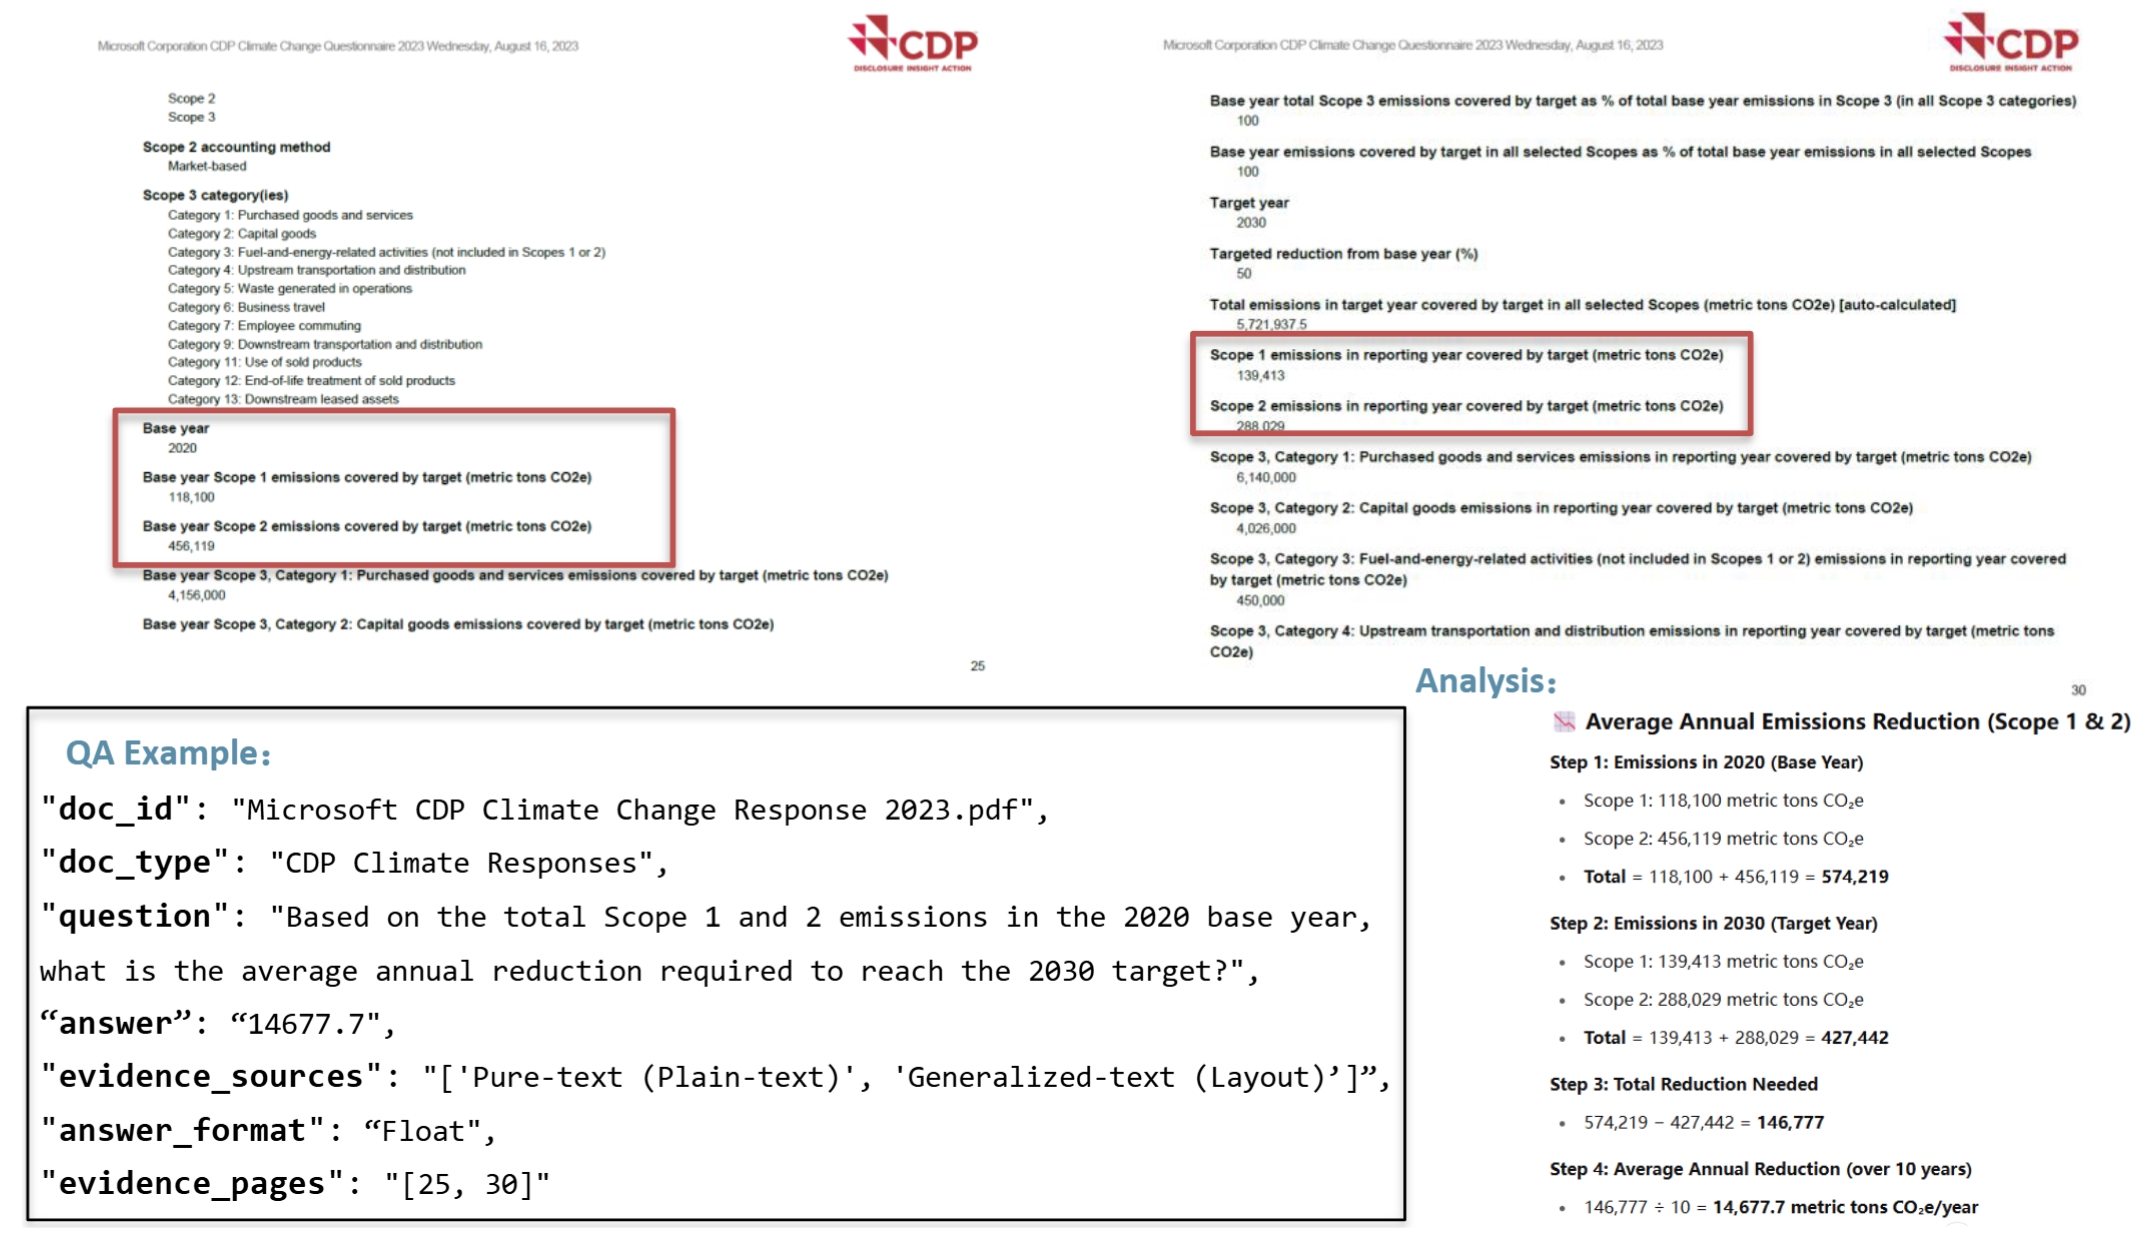 Microsoft Corporation CDP Climate Change Questionnaire 2023 Wednesday, August 16, 2023
CDP
DISCLOSURE INSIGHT ACTION
Scope 2
Scope 3
Scope 2 accounting method
Market-based
Scope 3 category(ies)
Category 1: Purchased goods and services
Category 2: Capital goods
Category 3: Fuel-and-energy-related activities (not included in Scopes 1 or 2)
Category 4: Upstream transportation and distribution
Category 5: Waste generated in operations
Category 6: Business travel
Category 7: Employee commuting
Category 9: Downstream transportation and distribution
Category 11: Use of sold products
Category 12: End-of-life treatment of sold products
Category 13: Downstream leased assets
Base year
2020
Base year Scope 1 emissions covered by target (metric tons CO2e)
118,100
Base year Scope 2 emissions covered by target (metric tons CO2e)
456,119
Base year Scope 3, Category 1: Purchased goods and services emissions covered by target (metric tons CO2e)
4,156,000
Base year Scope 3, Category 2: Capital goods emissions covered by target (metric tons CO2e)
25
Microsoft Corporation CDP Climate Change Questionnaire 2023 Wednesday, August 16, 2023
CDP
DISCLOSURE INSIGHT ACTION
Base year total Scope 3 emissions covered by target as % of total base year emissions in Scope 3 (in all Scope 3 categories)
100
Base year emissions covered by target in all selected Scopes as % of total base year emissions in all selected Scopes
100
Target year
2030
Targeted reduction from base year (%)
50
Total emissions in target year covered by target in all selected Scopes (metric tons CO2e) [auto-calculated]
5,721,937.5
Scope 1 emissions in reporting year covered by target (metric tons CO2e)
139,413
Scope 2 emissions in reporting year covered by target (metric tons CO2e)
288,029
Scope 3, Category 1: Purchased goods and services emissions in reporting year covered by target (metric tons CO2e)
6,140,000
Scope 3, Category 2: Capital goods emissions in reporting year covered by target (metric tons CO2e)
4,026,000
Scope 3, Category 3: Fuel-and-energy-related activities (not included in Scopes 1 or 2) emissions in reporting year covered
by target (metric tons CO2e)
450,000
Scope 3, Category 4: Upstream transportation and distribution emissions in reporting year covered by target (metric tons
CO2e)
30
QA Example：
"doc_id": "Microsoft CDP Climate Change Response 2023.pdf",
"doc_type": "CDP Climate Responses",
"question": "Based on the total Scope 1 and 2 emissions in the 2020 base year,
what is the average annual reduction required to reach the 2030 target?",
“answer”: “14677.7",
"evidence_sources": "['Pure-text (Plain-text)', 'Generalized-text (Layout)’]”,
"answer_format": “Float",
"evidence_pages": "[25, 30]"
Analysis：
Average Annual Emissions Reduction (Scope 1 & 2)
Step 1: Emissions in 2020 (Base Year)
• Scope 1: 118,100 metric tons CO₂e
• Scope 2: 456,119 metric tons CO₂e
• Total = 118,100 + 456,119 = 574,219
Step 2: Emissions in 2030 (Target Year)
• Scope 1: 139,413 metric tons CO₂e
• Scope 2: 288,029 metric tons CO₂e
• Total = 139,413 + 288,029 = 427,442
Step 3: Total Reduction Needed
• 574,219 − 427,442 = 146,777
Step 4: Average Annual Reduction (over 10 years)
• 146,777 ÷ 10 = 14,677.7 metric tons CO₂e/year